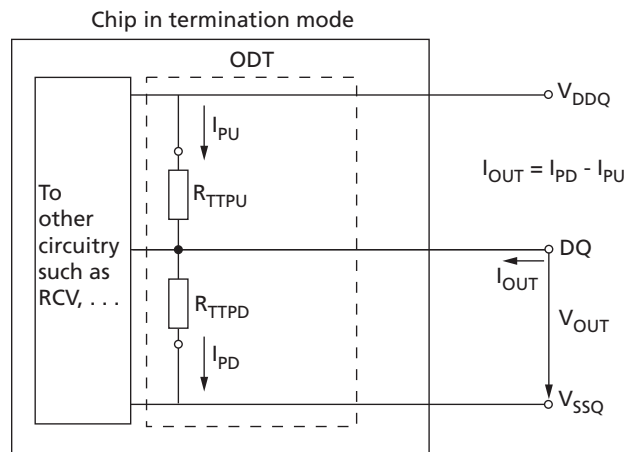 Chip in termination mode
ODT
V_DDQ
I_PU
I_OUT = I_PD - I_PU
To
other
circuitry
such as
RCV, . . .
R_TTPU
DQ
I_OUT
R_TTPD
V_OUT
I_PD
V_SSQ